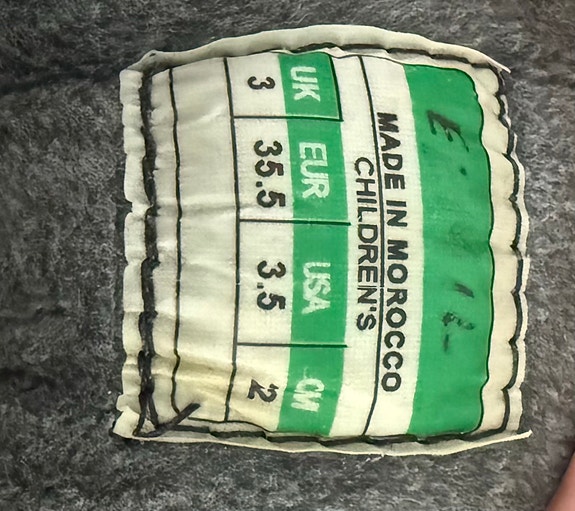 MADE IN MOROCCO
CHILDREN'S
UK EUR USA CM
3 35.5 3.5